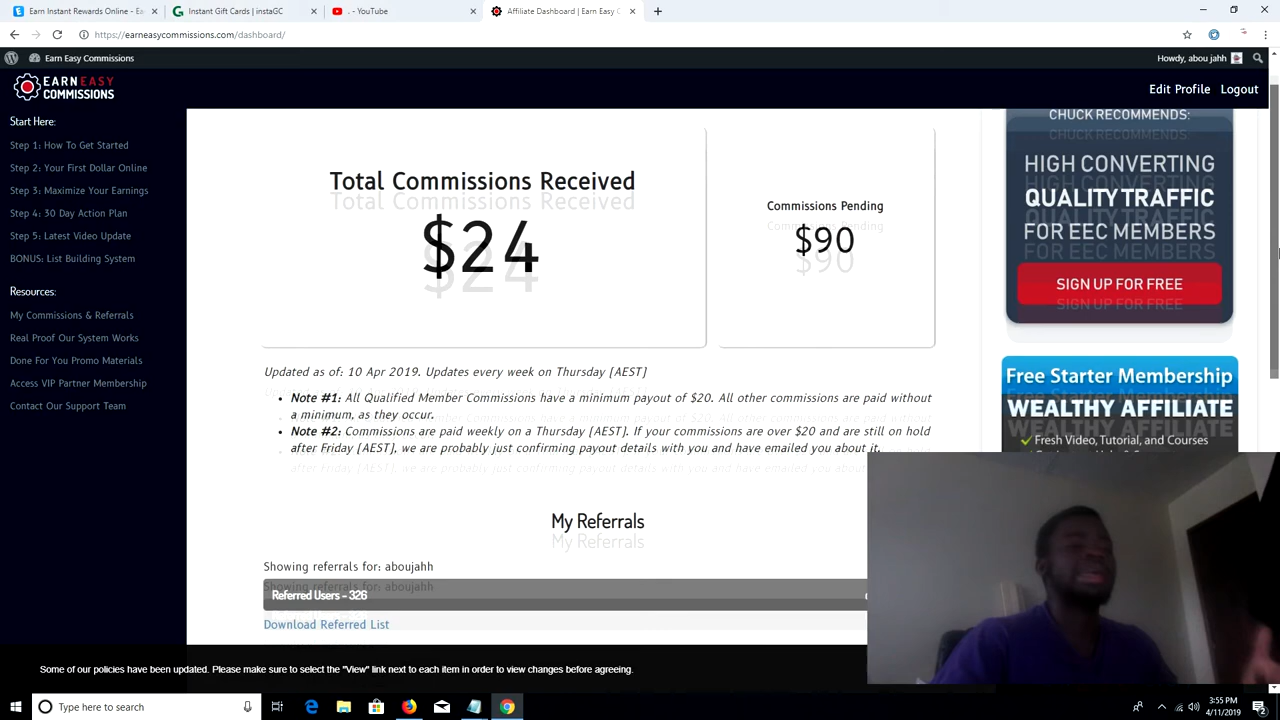 Earn Instant Rewards Online - Ex
Instant Gift Cards | instaGC
- YouTube
Affiliate Dashboard | Earn Easy C
https://earneasycommissions.com/dashboard/
Earn Easy Commissions
Howdy, abou jahh
EARNEASY
COMMISSIONS
Edit Profile
Logout
Start Here:
Step 1: How To Get Started
Step 2: Your First Dollar Online
Step 3: Maximize Your Earnings
Step 4: 30 Day Action Plan
Step 5: Latest Video Update
BONUS: List Building System
Resources:
My Commissions & Referrals
Real Proof Our System Works
Done For You Promo Materials
Access VIP Partner Membership
Contact Our Support Team
Total Commissions Received
$24
Commissions Pending
$90
Updated as of: 10 Apr 2019. Updates every week on Thursday [AEST]
Note #1: All Qualified Member Commissions have a minimum payout of $20. All other commissions are paid without
a minimum, as they occur.
Note #2: Commissions are paid weekly on a Thursday [AEST]. If your commissions are over $20 and are still on hold
after Friday [AEST], we are probably just confirming payout details with you and have emailed you about it.
My Referrals
Showing referrals for: aboujahh
Referred Users - 326
Download Referred List
CHUCK RECOMMENDS:
HIGH CONVERTING
QUALITY TRAFFIC
FOR EEC MEMBERS
SIGN UP FOR FREE
Free Starter Membership
WEALTHY AFFILIATE
Fresh Video, Tutorial, and Courses
Some of our policies have been updated. Please make sure to select the "View" link next to each item in order to view changes before agreeing.
Type here to search
3:55 PM
4/11/2019
2